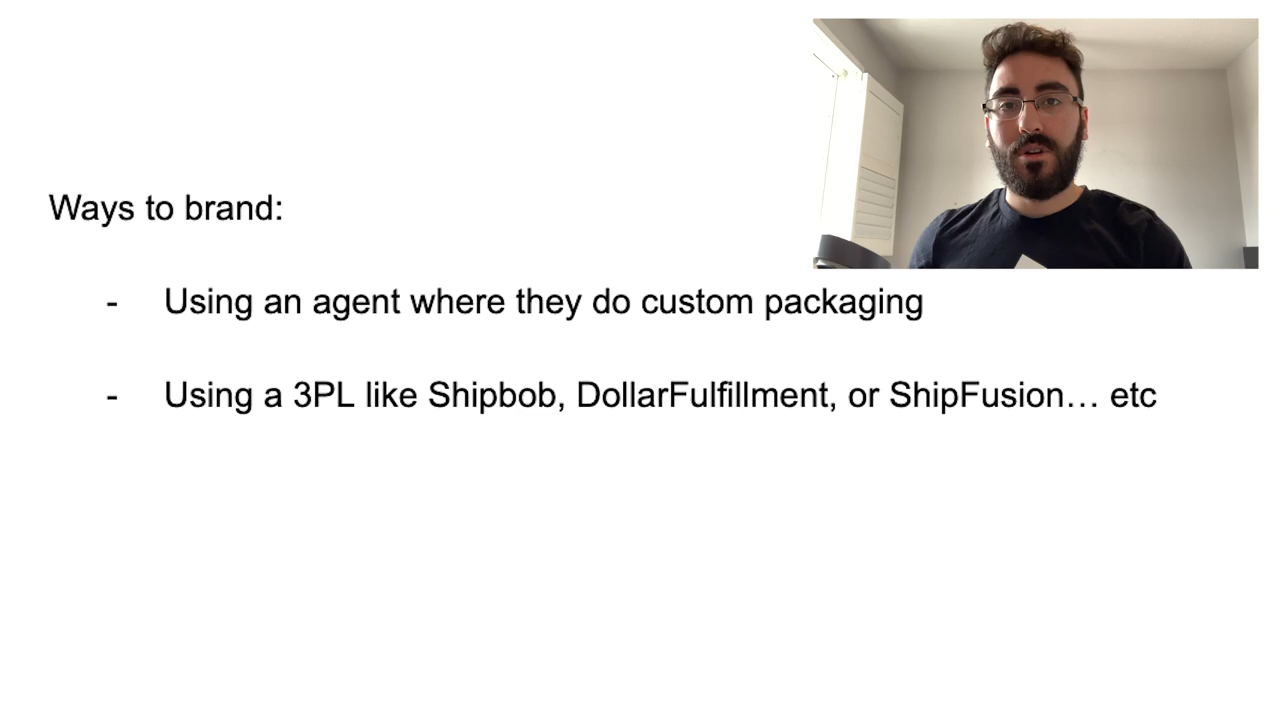 Ways to brand:
- Using an agent where they do custom packaging
- Using a 3PL like Shipbob, DollarFulfillment, or ShipFusion… etc